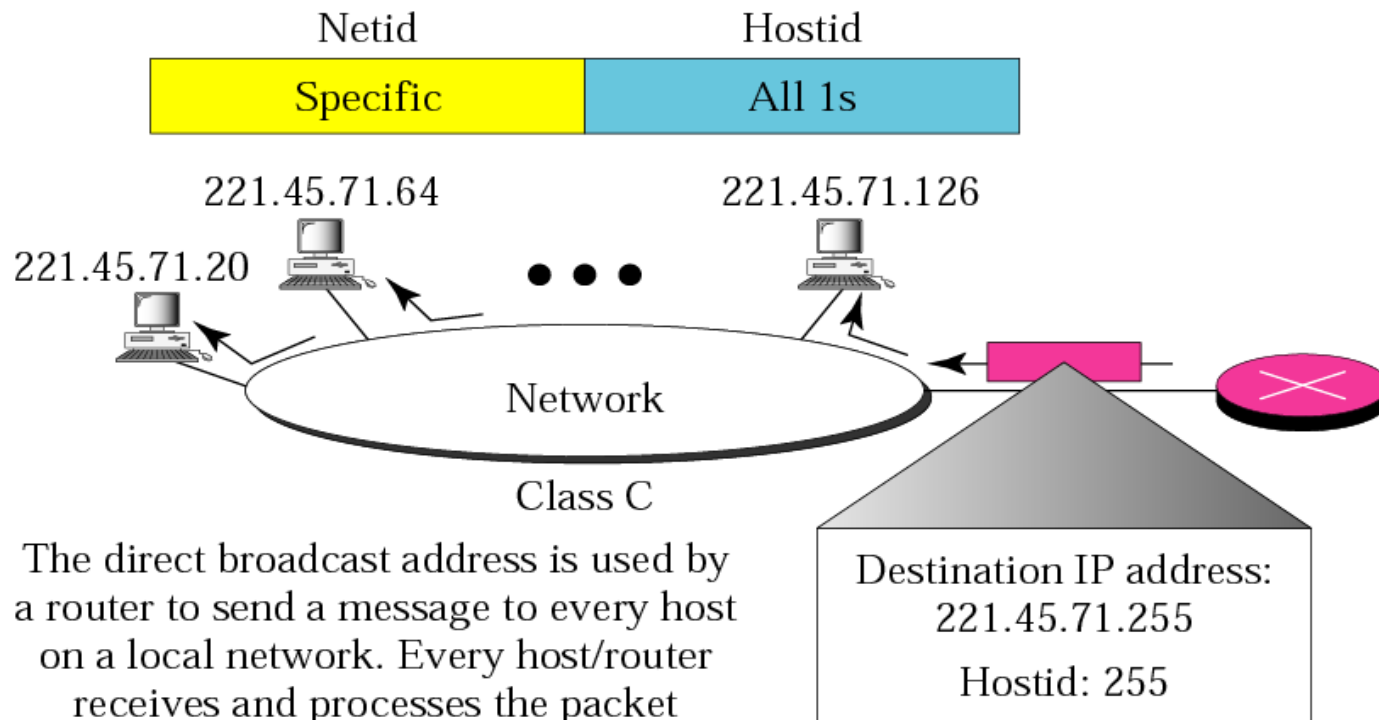 Netid Hostid
Specific All 1s
221.45.71.64 221.45.71.126
221.45.71.20
Network
Class C
The direct broadcast address is used by
a router to send a message to every host
on a local network. Every host/router
receives and processes the packet
Destination IP address:
221.45.71.255
Hostid: 255